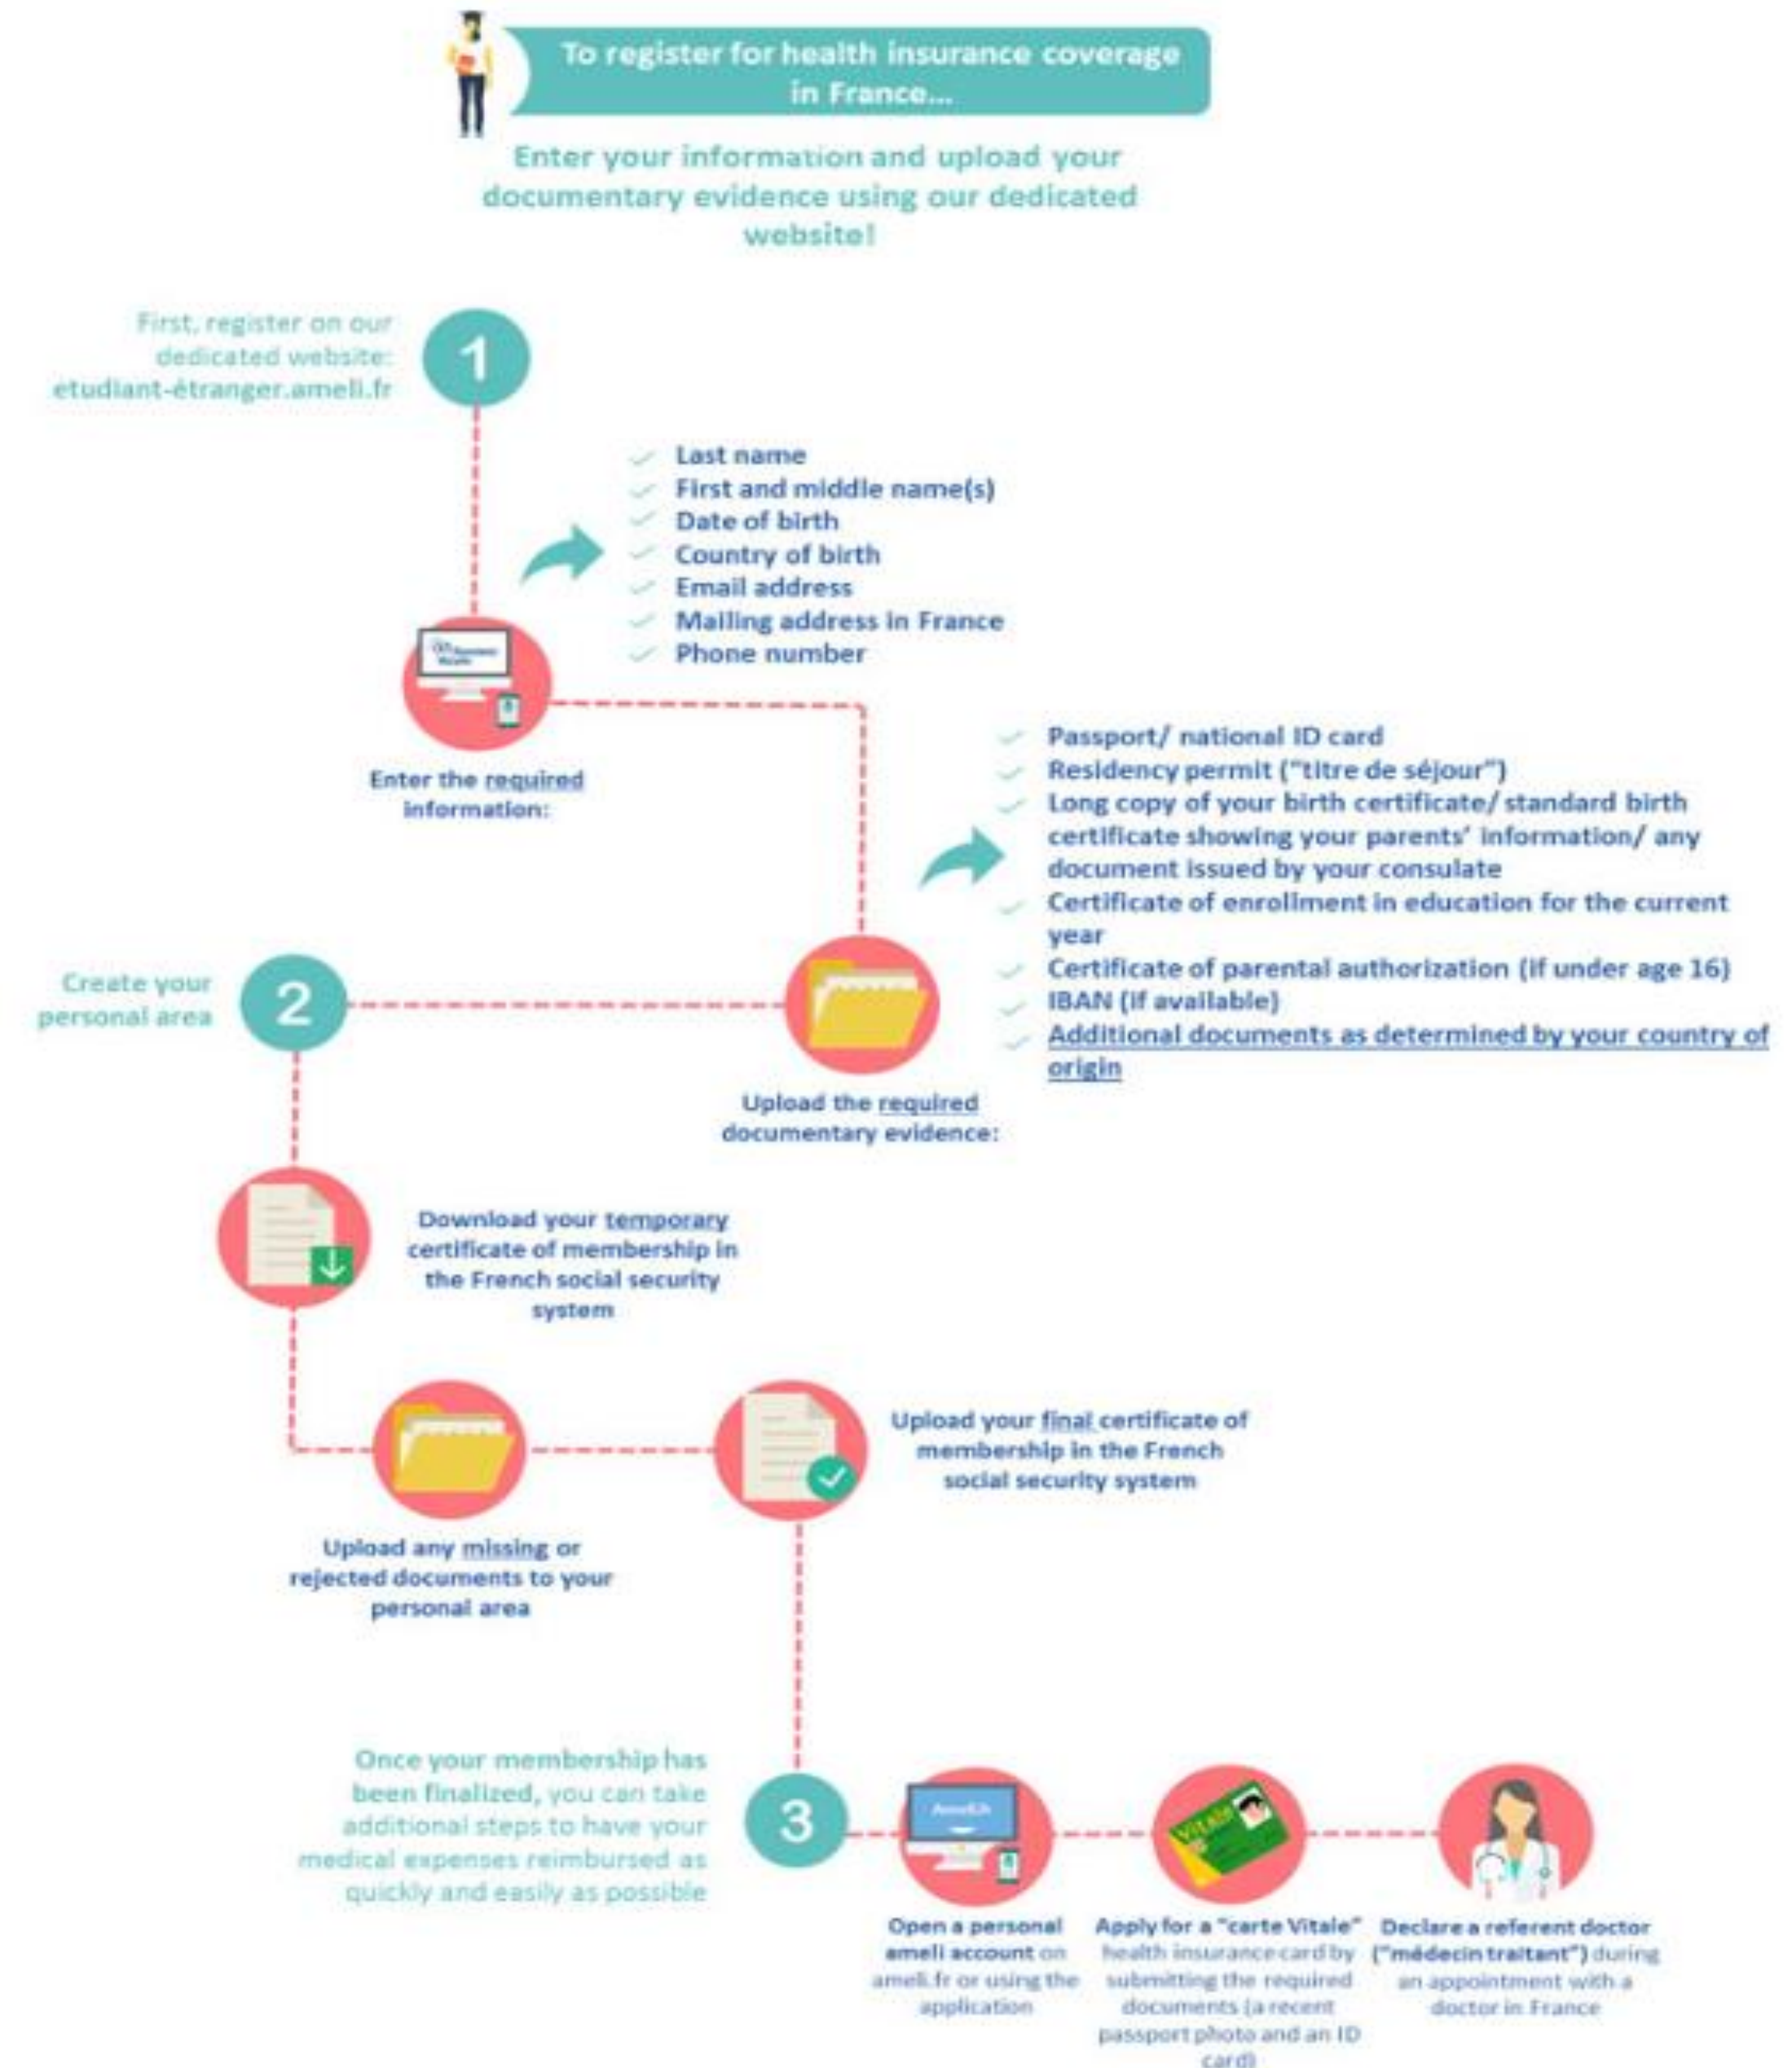 To register for health insurance coverage
in France...
Enter your information and upload your
documentary evidence using our dedicated
website!
First, register on our
dedicated website:
etudiant-étranger.ameli.fr
1
Last name
First and middle name(s)
Date of birth
Country of birth
Email address
Mailing address in France
Phone number
Enter the required
information:
Passport/ national ID card
Residency permit ("titre de séjour")
Long copy of your birth certificate/ standard birth
certificate showing your parents' information/ any
document issued by your consulate
Certificate of enrollment in education for the current
year
Certificate of parental authorization (if under age 16)
IBAN (if available)
Additional documents as determined by your country of
origin
Upload the required
documentary evidence:
Create your
personal area
2
Download your temporary
certificate of membership in
the French social security
system
Upload any missing or
rejected documents to your
personal area
Upload your final certificate of
membership in the French
social security system
Once your membership has
been finalized, you can take
additional steps to have your
medical expenses reimbursed as
quickly and easily as possible
3
Vitale
Open a personal
ameli account on
ameli.fr or using the
application
Apply for a "carte Vitale"
health insurance card by
submitting the required
documents (a recent
passport photo and an ID
card)
Declare a referent doctor
("médecin traitant") during
an appointment with a
doctor in France